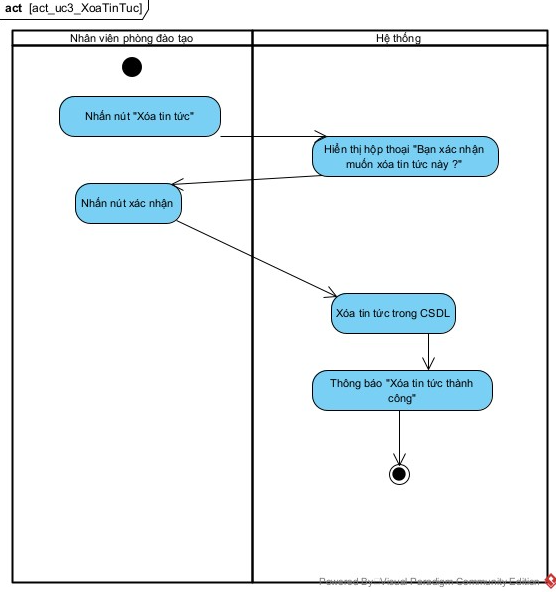 act [act_uc3_XoaTinTuc]
Nhân viên phòng đào tạo
Hệ thống
Nhấn nút "Xóa tin tức"
Hiển thị hộp thoại "Bạn xác nhận
muốn xóa tin tức này ?"
Nhấn nút xác nhận
Xóa tin tức trong CSDL
Thông báo "Xóa tin tức thành
công"
Powered By: Visual Paradigm Community Edition